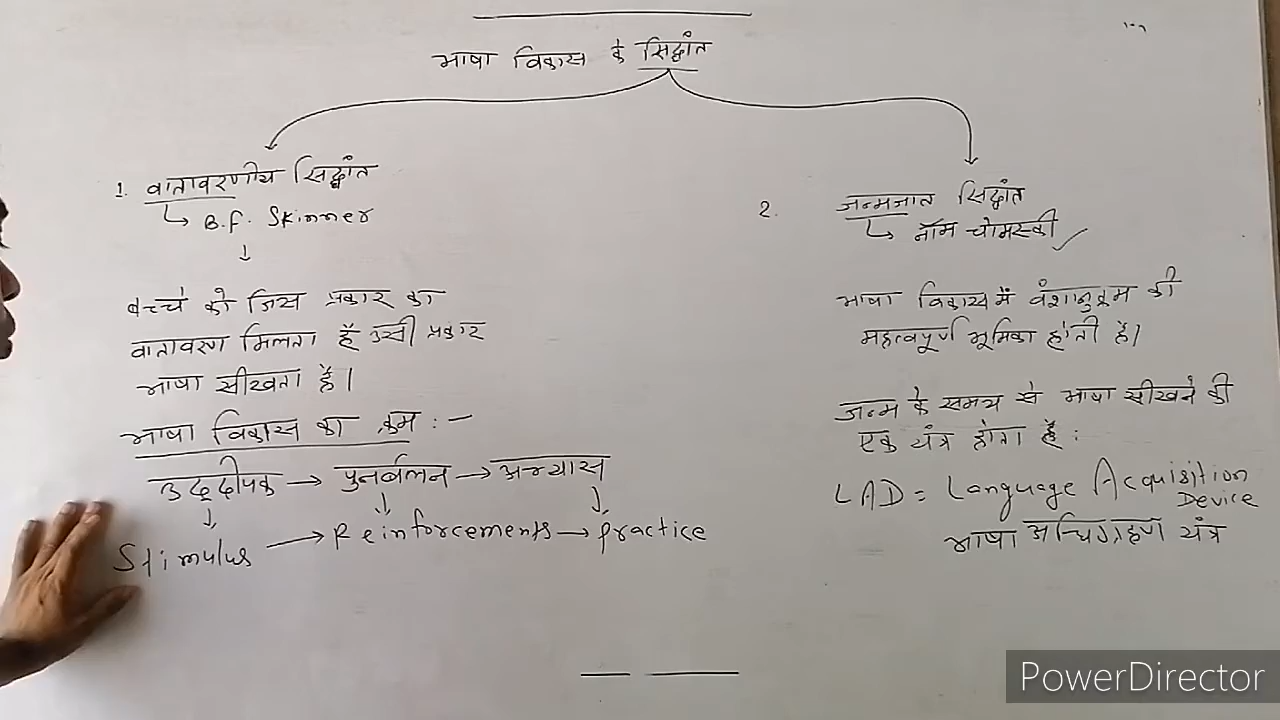 भाषा विकास के सिद्धांत
1. वातावरणीय सिद्धांत
B.F. Skinner
बच्चे को जिस प्रकार का
वातावरण मिलता है उसी प्रकार
भाषा सीखता है।
भाषा विकास का क्रम :-
उद्दीपक → पुनर्बलन → अभ्यास
Stimulus → Reinforcements → Practice
2. जन्मजात सिद्धांत
नॉम चोमस्की
भाषा विकास में वंशानुक्रम की
महत्वपूर्ण भूमिका होती है।
जन्म के समय से भाषा सीखने की
एक यंत्र होता है :
LAD = Language Acquisition
Device
भाषा अधिग्रहण यंत्र
PowerDirector